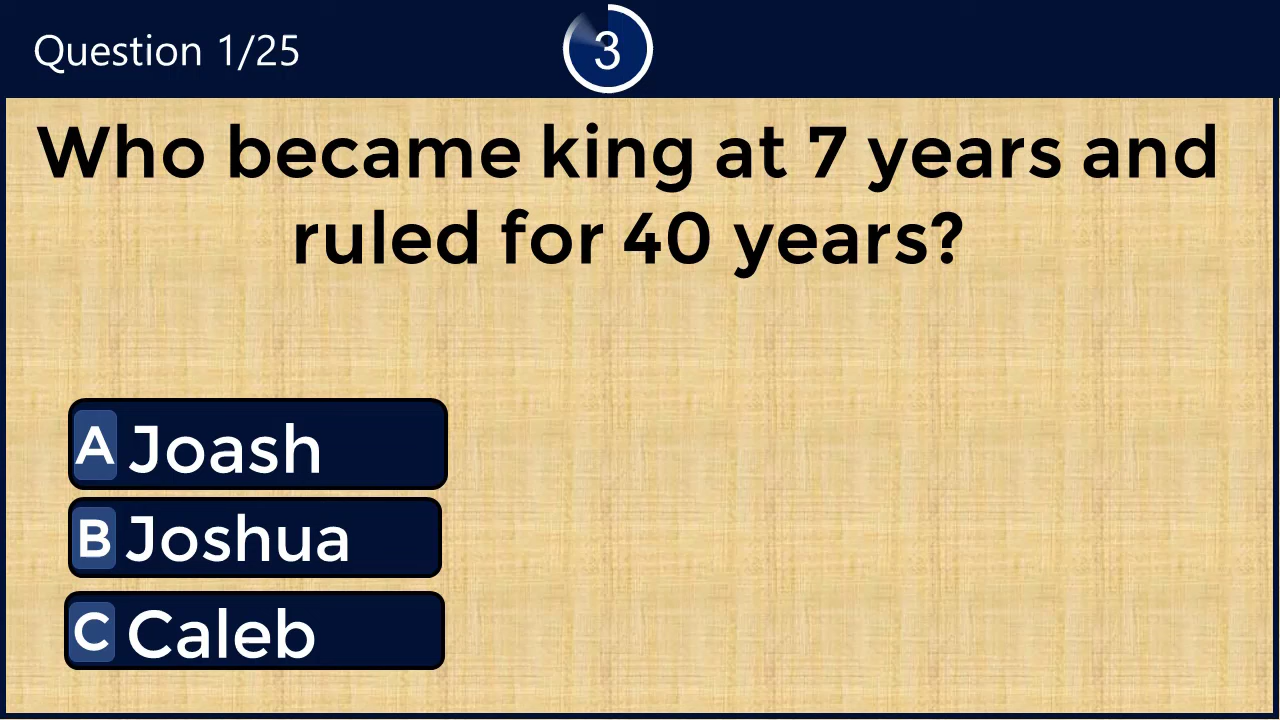 Question 1/25
3
Who became king at 7 years and
ruled for 40 years?
A Joash
B Joshua
C Caleb